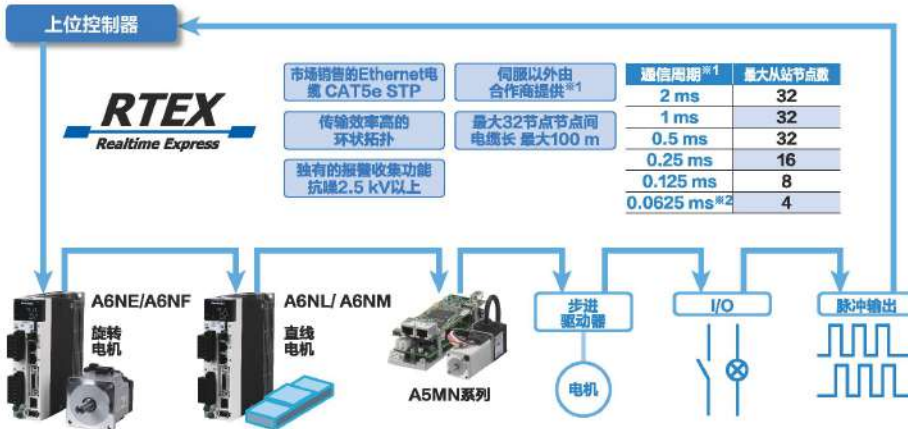 上位控制器
RTEX
Realtime Express
市场销售的Ethernet电
缆 CAT5e STP
传输效率高的
环状拓扑
独有的报警收集功能
抗噪2.5 kV以上
伺服以外由
合作商提供※1
最大32节点节点间
电缆长 最大100 m
通信周期※1 最大从站节点数
2 ms 32
1 ms 32
0.5 ms 32
0.25 ms 16
0.125 ms 8
0.0625 ms※2 4
A6NE/A6NF
旋转
电机
A6NL/ A6NM
直线
电机
A5MN系列
步进
驱动器
电机
I/O
脉冲输出